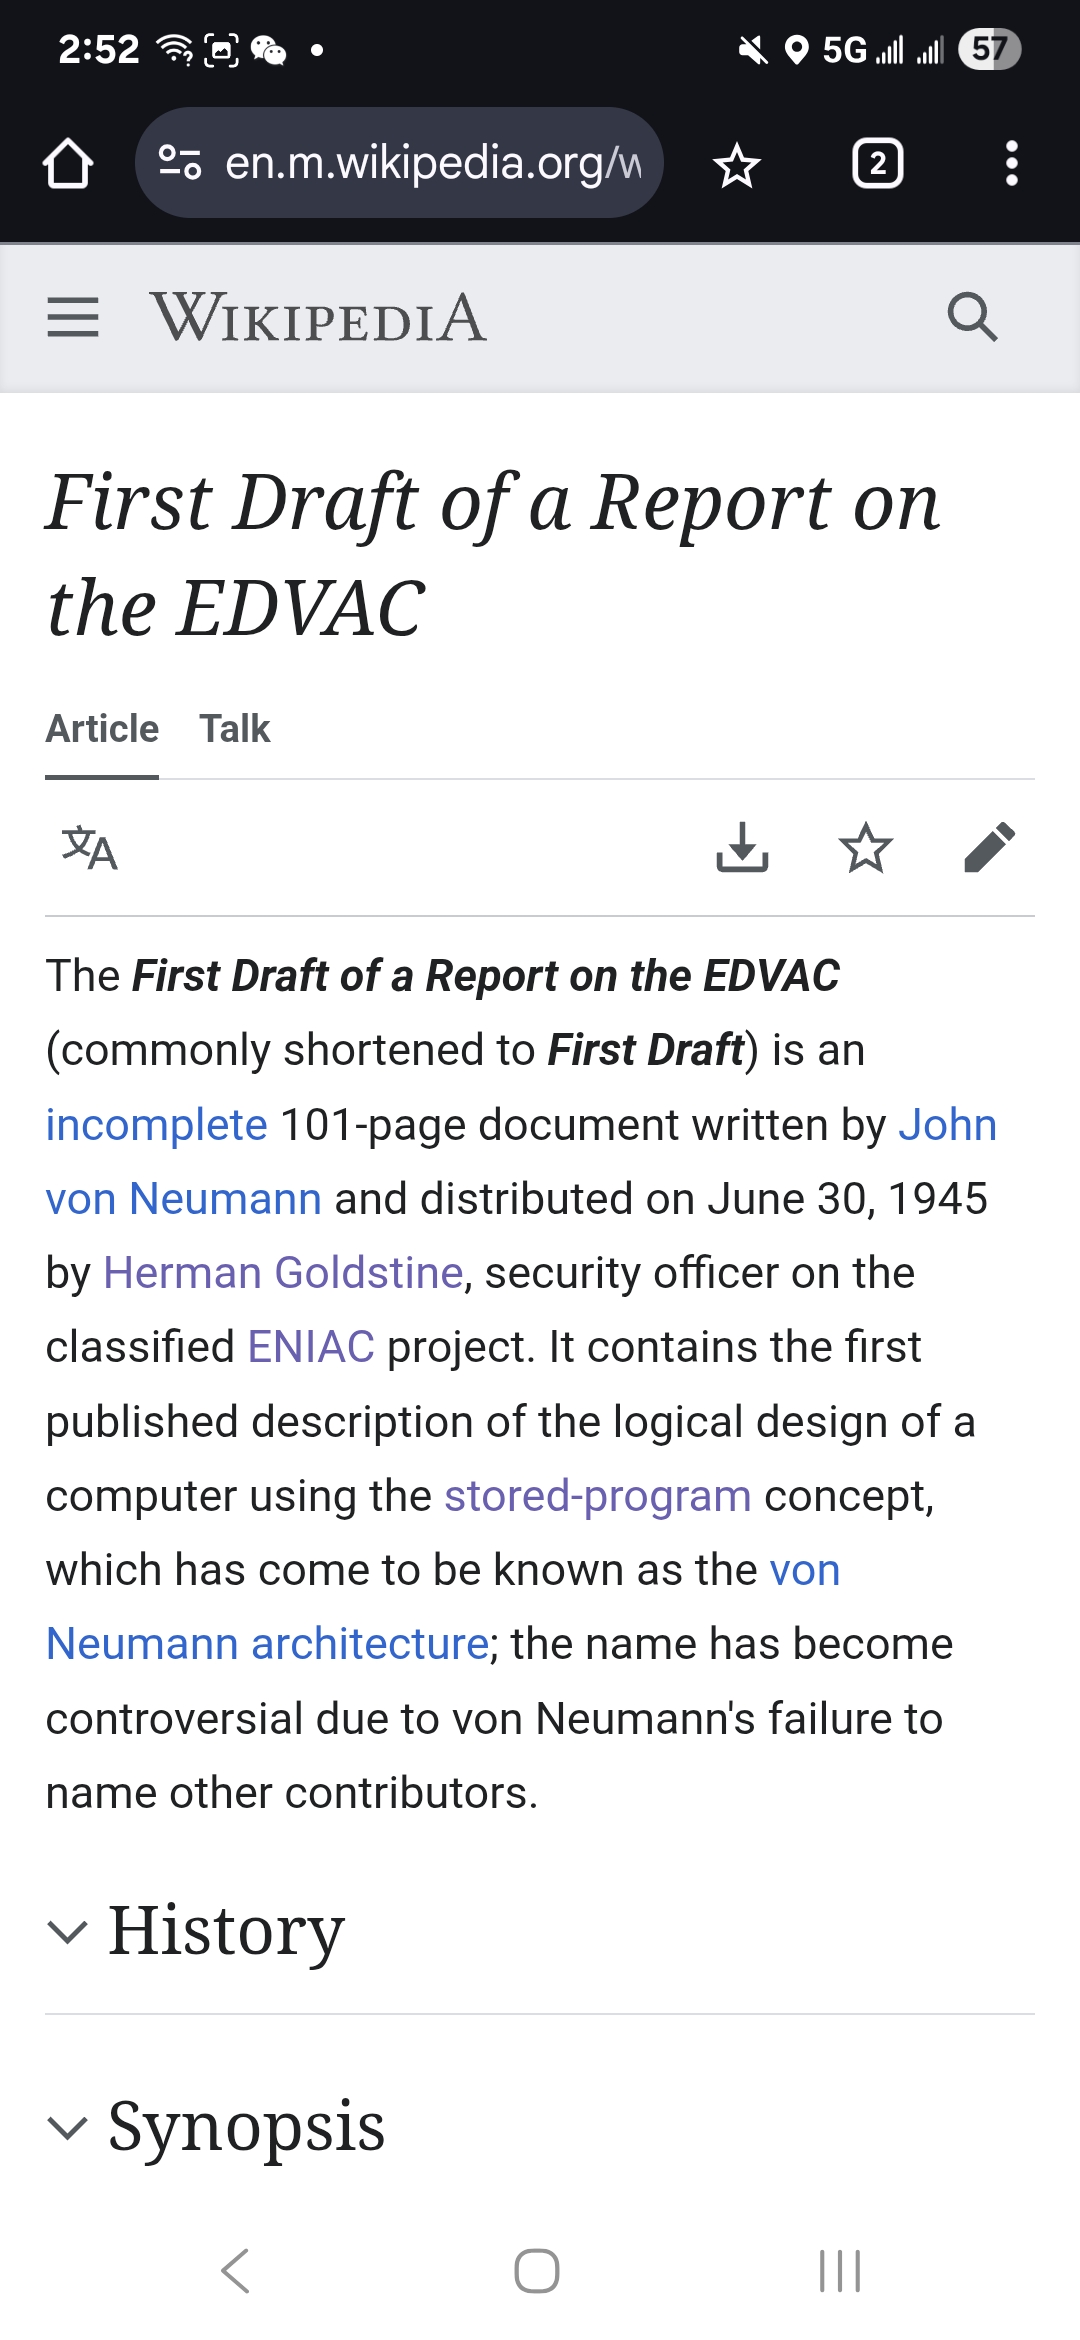 2:52
5G
57
en.m.wikipedia.org/w
2
WIKIPEDIA
First Draft of a Report on
the EDVAC
Article Talk
文A
The First Draft of a Report on the EDVAC
(commonly shortened to First Draft) is an
incomplete 101-page document written by John
von Neumann and distributed on June 30, 1945
by Herman Goldstine, security officer on the
classified ENIAC project. It contains the first
published description of the logical design of a
computer using the stored-program concept,
which has come to be known as the von
Neumann architecture; the name has become
controversial due to von Neumann's failure to
name other contributors.
History
Synopsis